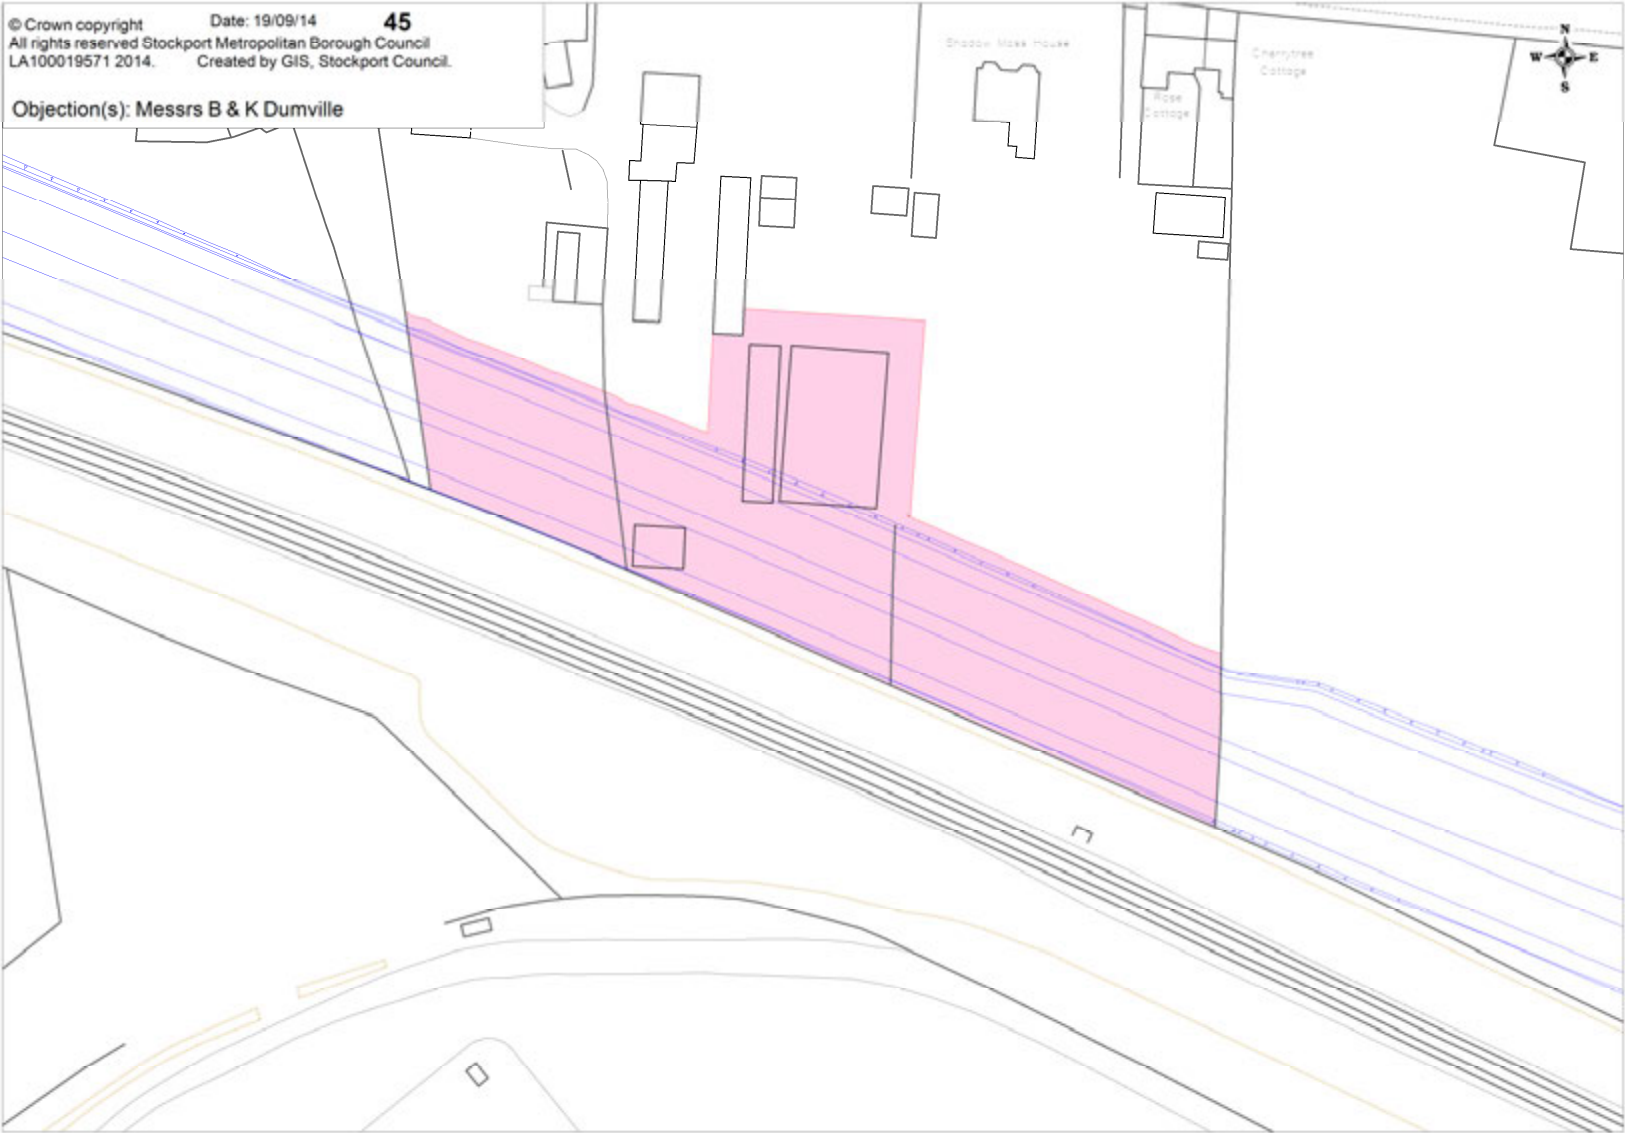 © Crown copyright Date: 19/09/14 45
All rights reserved Stockport Metropolitan Borough Council
LA100019571 2014. Created by GIS, Stockport Council.
Objection(s): Messrs B & K Dumville
Shadow Moss House
Cherrytree
Cottage
Rose
Cottage
N
W E
S